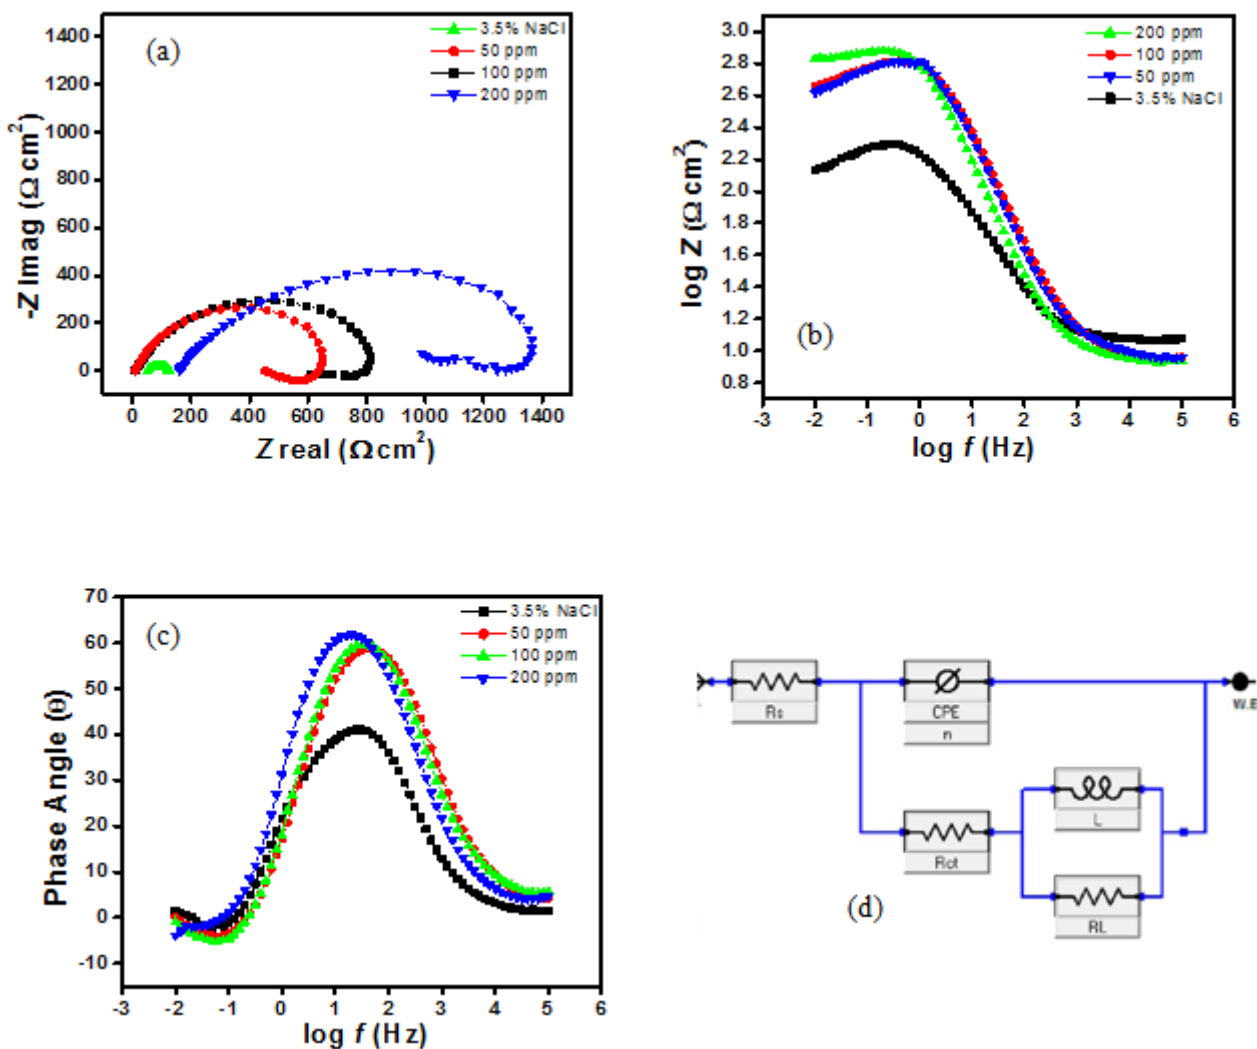 (a)
3.5% NaCl
50 ppm
100 ppm
200 ppm
1400
1200
1000
800
600
400
200
0
-Z Imag (Ω cm²)
0 200 400 600 800 1000 1200 1400
Z real (Ω cm²)
(b)
200 ppm
100 ppm
50 ppm
3.5% NaCl
3.0
2.8
2.6
2.4
2.2
2.0
1.8
1.6
1.4
1.2
1.0
0.8
log Z (Ω cm²)
-3 -2 -1 0 1 2 3 4 5 6
log f (Hz)
(c)
3.5% NaCl
50 ppm
100 ppm
200 ppm
70
60
50
40
30
20
10
0
-10
Phase Angle (θ)
-3 -2 -1 0 1 2 3 4 5 6
log f (Hz)
Rs
CPE
n
W.E
L
Rct
RL
(d)